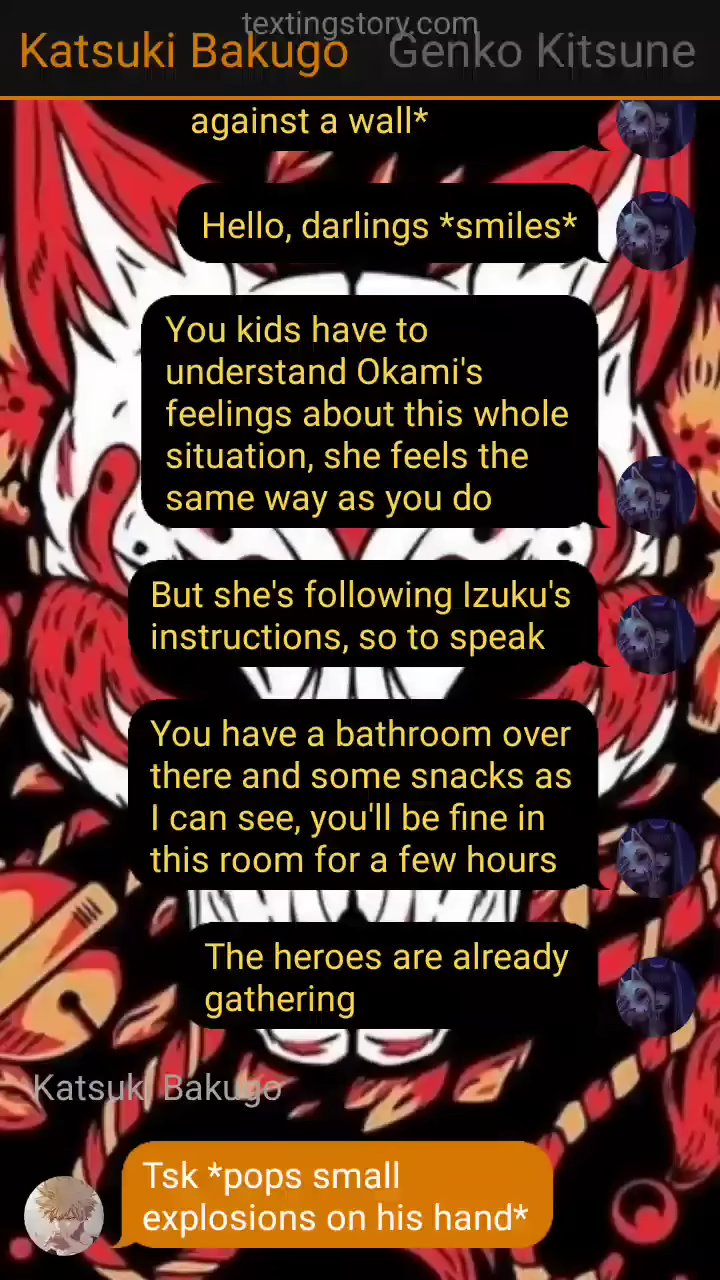 textingstory.com
Katsuki Bakugo Genko Kitsune
against a wall*
Hello, darlings *smiles*
You kids have to
understand Okami's
feelings about this whole
situation, she feels the
same way as you do
But she's following Izuku's
instructions, so to speak
You have a bathroom over
there and some snacks as
I can see, you'll be fine in
this room for a few hours
The heroes are already
gathering
Katsuki Bakugo
Tsk *pops small
explosions on his hand*